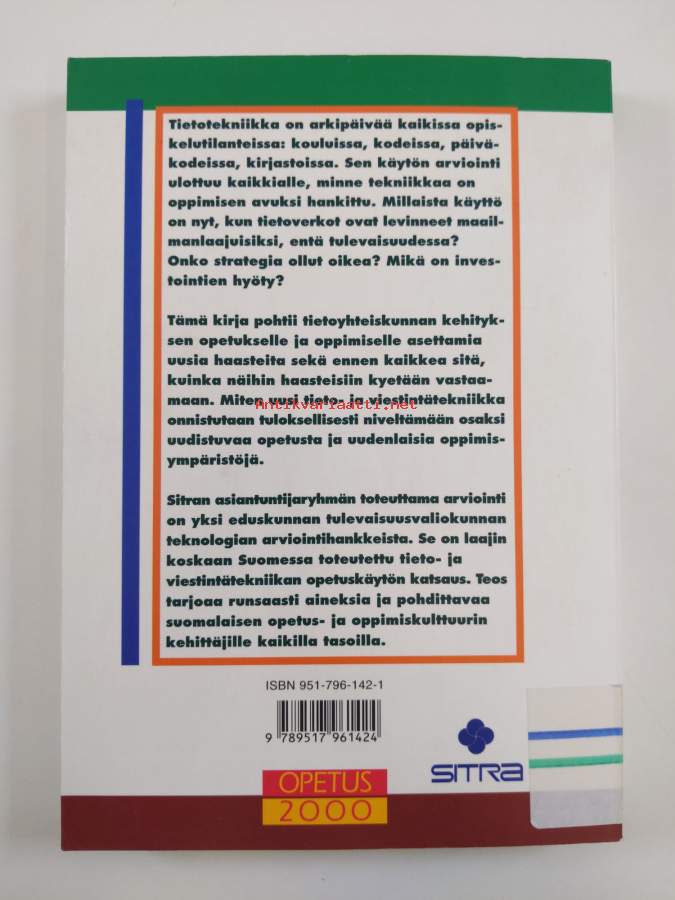 Tietotekniikka on arkipäivää kaikissa opis-
kelutilanteissa: kouluissa, kodeissa, päivä-
kodeissa, kirjastoissa. Sen käytön arviointi
ulottuu kaikkialle, minne tekniikkaa on
oppimisen avuksi hankittu. Millaista käyttö
on nyt, kun tietoverkot ovat levinneet maail-
manlaajuisiksi, entä tulevaisuudessa?
Onko strategia ollut oikea? Mikä on inves-
tointien hyöty?
Tämä kirja pohtii tietoyhteiskunnan kehityk-
sen opetukselle ja oppimiselle asettamia
uusia haasteita sekä ennen kaikkea sitä,
kuinka näihin haasteisiin kyetään vastaa-
maan. Miten uusi tieto- ja viestintätekniikka
Antikvariaatti.net
onnistutaan tuloksellisesti niveltämään osaksi
uudistuvaa opetusta ja uudenlaisia oppimis-
ympäristöjä.
Sitran asiantuntijaryhmän toteuttama arviointi
on yksi eduskunnan tulevaisuusvaliokunnan
teknologian arviointihankkeista. Se on laajin
koskaan Suomessa toteutettu tieto- ja
viestintätekniikan opetuskäytön katsaus. Teos
tarjoaa runsaasti aineksia ja pohdittavaa
suomalaisen opetus- ja oppimiskulttuurin
kehittäjille kaikilla tasoilla.
ISBN 951-796-142-1
9 789517 961424
SITRA
OPETUS
2000